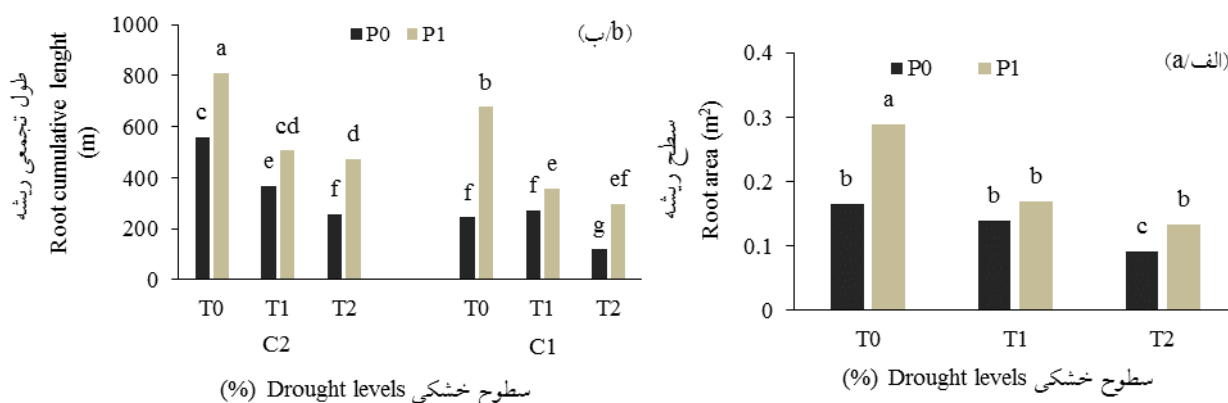 (b/ب)
P0 P1
طول تجمعی ریشه
Root cumulative lenght
(m)
1000
800
600
400
200
0
c a e cd f d f b f e g ef
T0 T1 T2 T0 T1 T2
C2 C1
(%) Drought levels سطوح خشکی
(a/الف)
P0 P1
سطح ریشه
Root area (m²)
0.4
0.3
0.2
0.1
0
b a b b c b
T0 T1 T2
(%) Drought levels سطوح خشکی